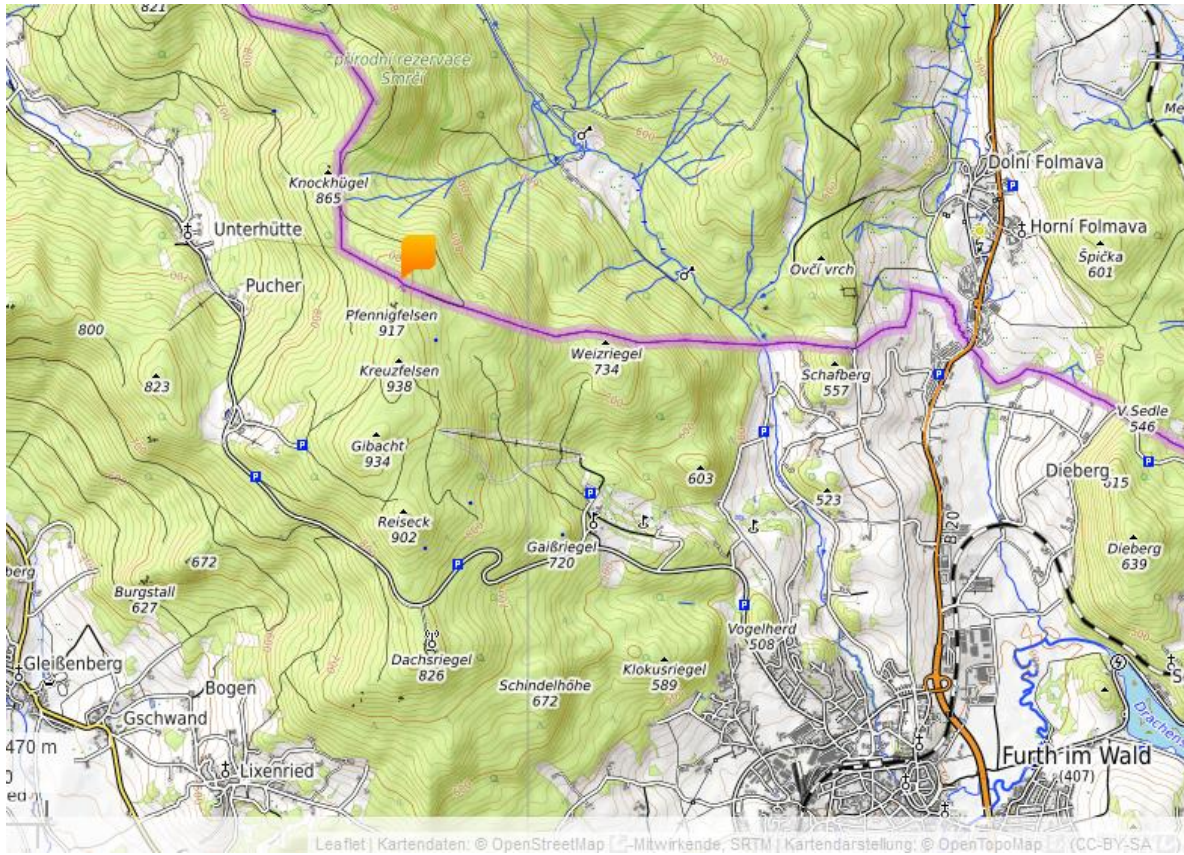 821
800
přírodní rezervace
Smrčí
Dolní Folmava
Knockhügel
865
Unterhütte
Horní Folmava
Ovčí vrch
Špička
601
Pucher
Pfennigfelsen
917
800
Weizriegel
734
Kreuzfelsen
938
823
Schafberg
557
V.Sedle
546
Gibacht
934
603
Dieberg
615
523
Reiseck
902
B20
Gaißriegel
720
Dieberg
639
672
berg
Burgstall
627
Vogelherd
508
Dachsriegel
826
Klokusriegel
589
Gleißenberg
Schindelhöhe
672
Bogen
Gschwand
470 m
Lixenried
Furth im Wald
(407)
Leaflet | Kartendaten: © OpenStreetMap -Mitwirkende, SRTM | Kartendarstellung: © OpenTopoMap (CC-BY-SA